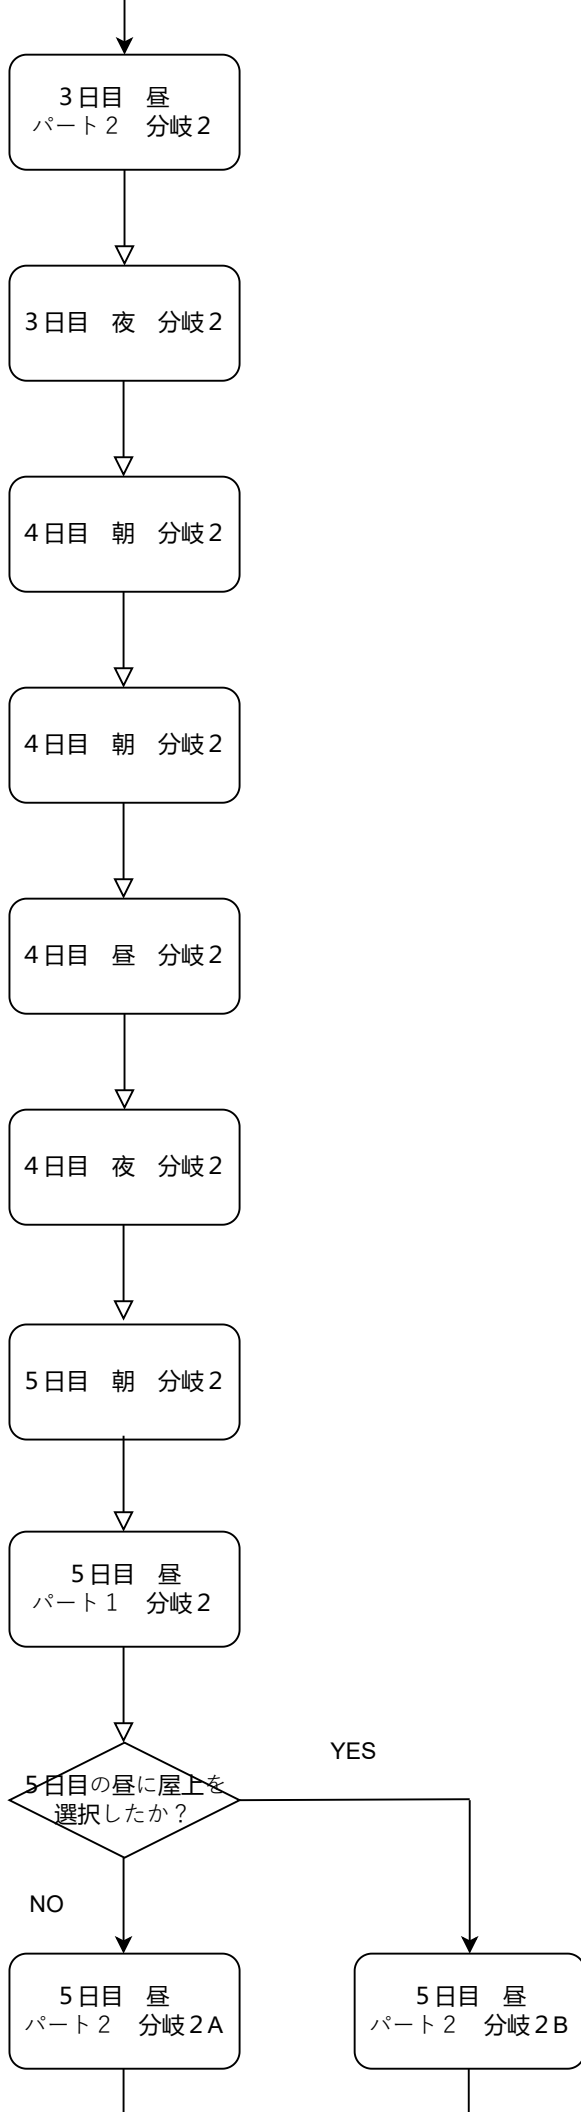 3日目　昼
パート２　分岐２
3日目　夜　分岐２
4日目　朝　分岐２
4日目　朝　分岐２
4日目　昼　分岐２
4日目　夜　分岐２
5日目　朝　分岐２
5日目　昼
パート１　分岐２
YES
5日目の昼に屋上を
選択したか？
NO
5日目　昼
パート２　分岐２A
5日目　昼
パート２　分岐２B